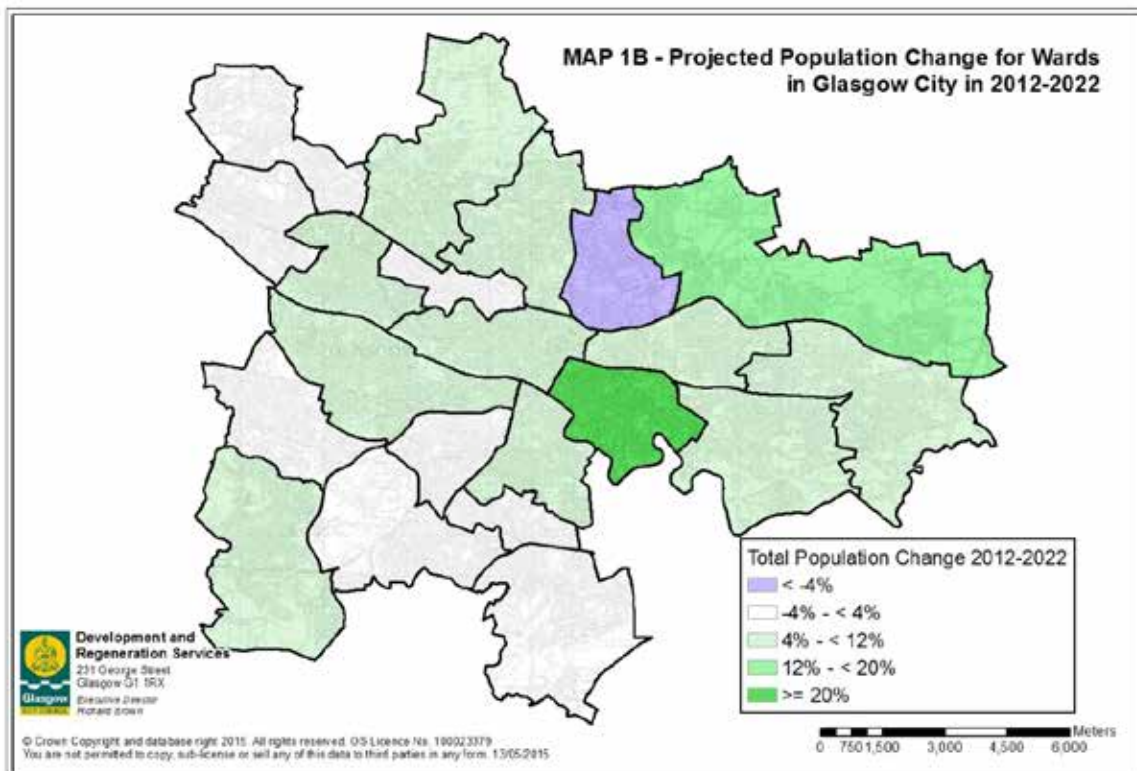 MAP 1B - Projected Population Change for Wards
in Glasgow City in 2012-2022
Total Population Change 2012-2022
< -4%
-4% - < 4%
4% - < 12%
12% - < 20%
>= 20%
Development and
Regeneration Services
231 George Street
Glasgow G1 1RX
Executive Director
Richard Brown
Glasgow
CITY COUNCIL
© Crown Copyright and database right 2015. All rights reserved. OS Licence No. 100023379
You are not permitted to copy, sub-license or sell any of this data to third parties in any form. 13/05/2015
Meters
0 750 1,500 3,000 4,500 6,000